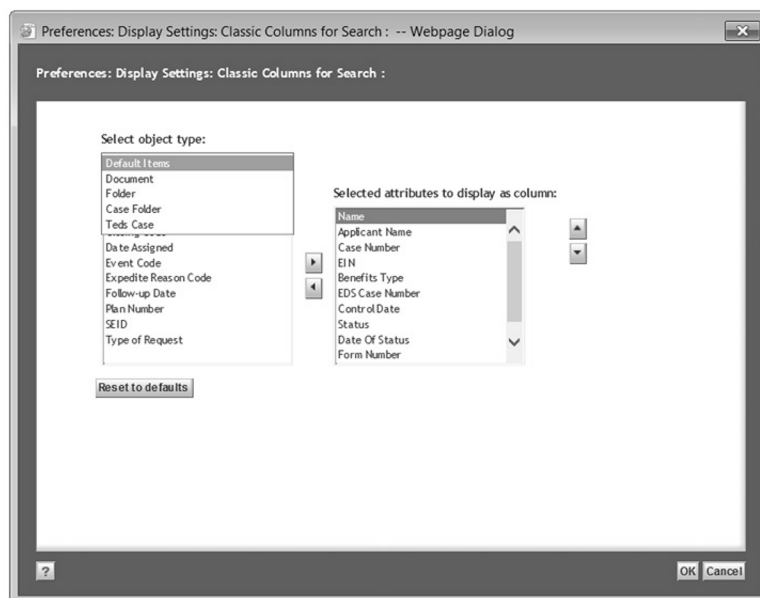 Preferences: Display Settings: Classic Columns for Search : -- Webpage Dialog
Preferences: Display Settings: Classic Columns for Search :
Select object type:
Default Items
Document
Folder
Case Folder
Teds Case
Date Assigned
Event Code
Expedite Reason Code
Follow-up Date
Plan Number
SEID
Type of Request
Selected attributes to display as column:
Name
Applicant Name
Case Number
EIN
Benefits Type
EDS Case Number
Control Date
Status
Date Of Status
Form Number
Reset to defaults
?
OK Cancel